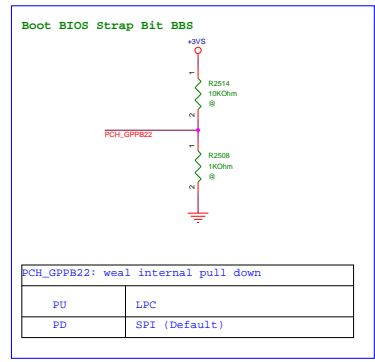 Boot BIOS Strap Bit BBS
+3VS
1
R2514
10KOhm
@
2
PCH_GPPB22
1
R2508
1KOhm
@
2
PCH_GPPB22: weal internal pull down
PU LPC
PD SPI (Default)